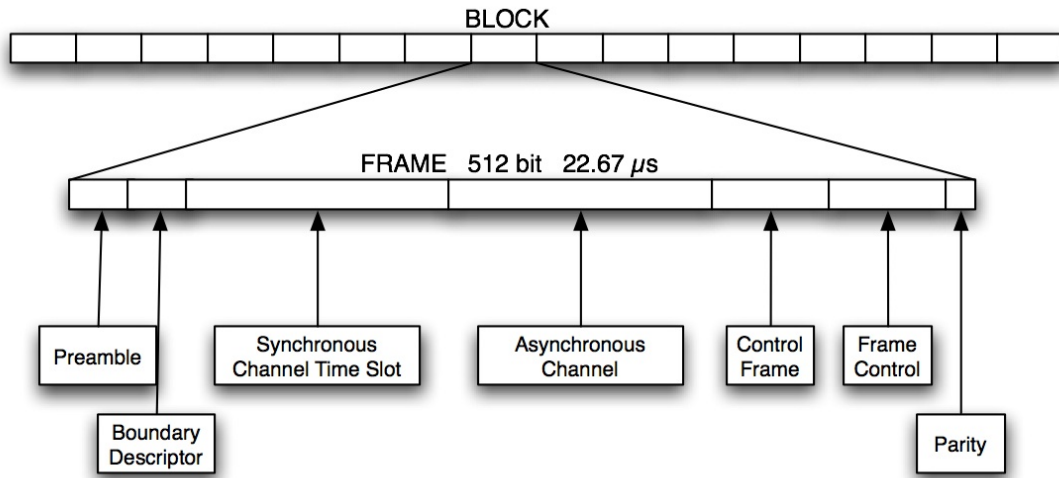 BLOCK
FRAME 512 bit 22.67 µs
Preamble
Synchronous
Channel Time Slot
Asynchronous
Channel
Control
Frame
Frame
Control
Boundary
Descriptor
Parity